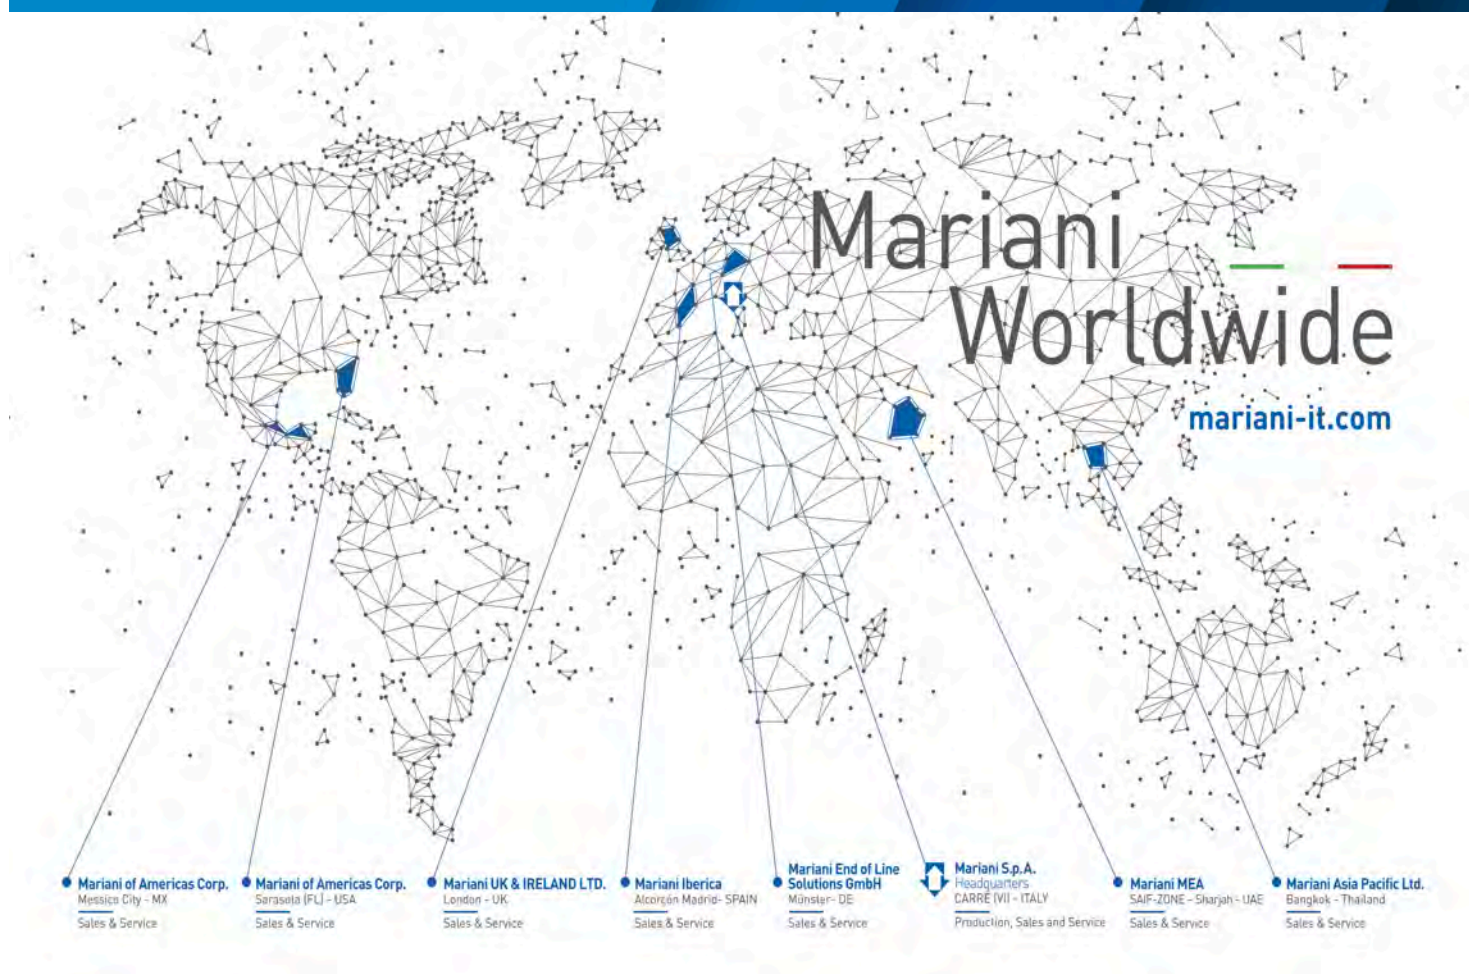 Mariani
Worldwide
mariani-it.com
Mariani of Americas Corp.
Messico City - MX
Sales & Service
Mariani of Americas Corp.
Sarasola (FL) - USA
Sales & Service
Mariani UK & IRELAND LTD.
London - UK
Sales & Service
Mariani Iberica
Alcorcón Madrid- SPAIN
Sales & Service
Mariani End of Line
Solutions GmbH
Münster- DE
Sales & Service
Mariani S.p.A.
Headquarters
CARRÈ (VI) - ITALY
Production, Sales and Service
Mariani MEA
SAIF-ZONE - Sharjah - UAE
Sales & Service
Mariani Asia Pacific Ltd.
Bangkok - Thailand
Sales & Service